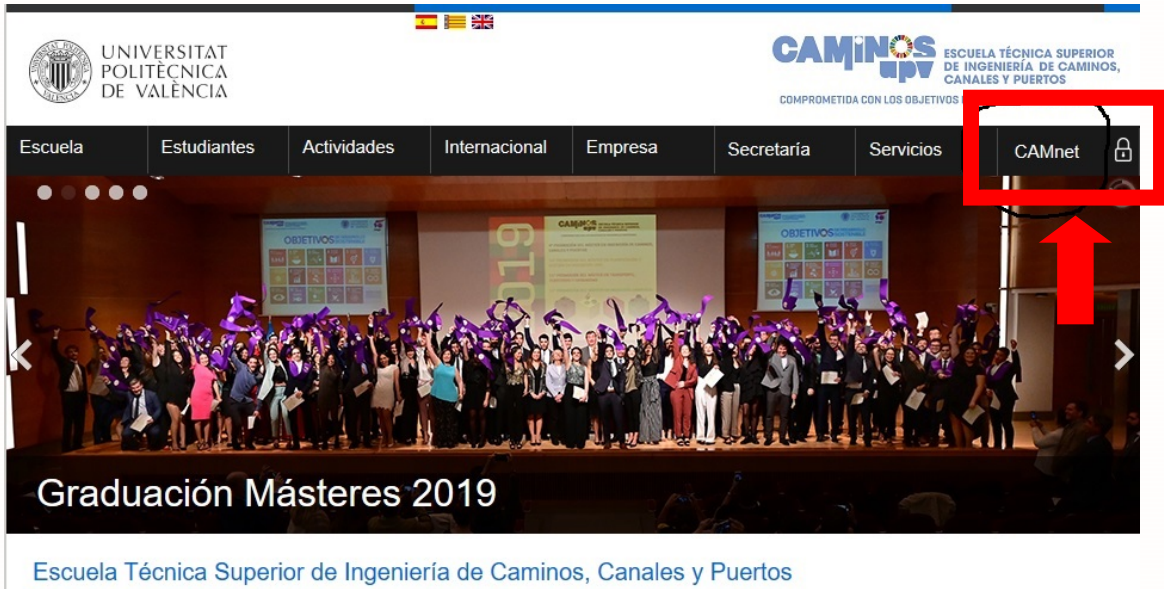 UNIVERSITAT
POLITÈCNICA
DE VALÈNCIA
CAMINOS
upv
ESCUELA TÉCNICA SUPERIOR
DE INGENIERÍA DE CAMINOS,
CANALES Y PUERTOS
COMPROMETIDA CON LOS OBJETIVOS
Escuela
Estudiantes
Actividades
Internacional
Empresa
Secretaría
Servicios
CAMnet
OBJETIVOS
CAMINOS
upv
2019
OBJETIVOS
Graduación Másteres 2019
Escuela Técnica Superior de Ingeniería de Caminos, Canales y Puertos